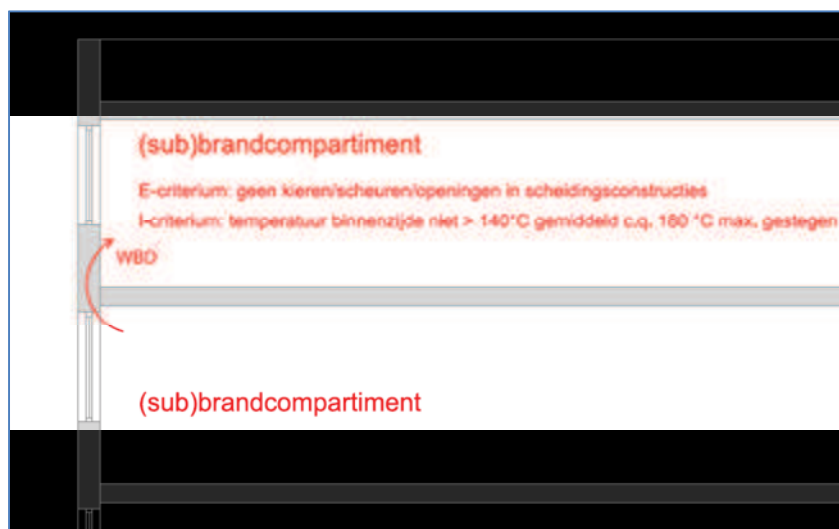 (sub)brandcompartiment
E-criterium: geen kieren/scheuren/openingen in scheidingsconstructies
I-criterium: temperatuur binnenzijde niet > 140°C gemiddeld c.q. 180 °C max. gestegen
WBD
(sub)brandcompartiment